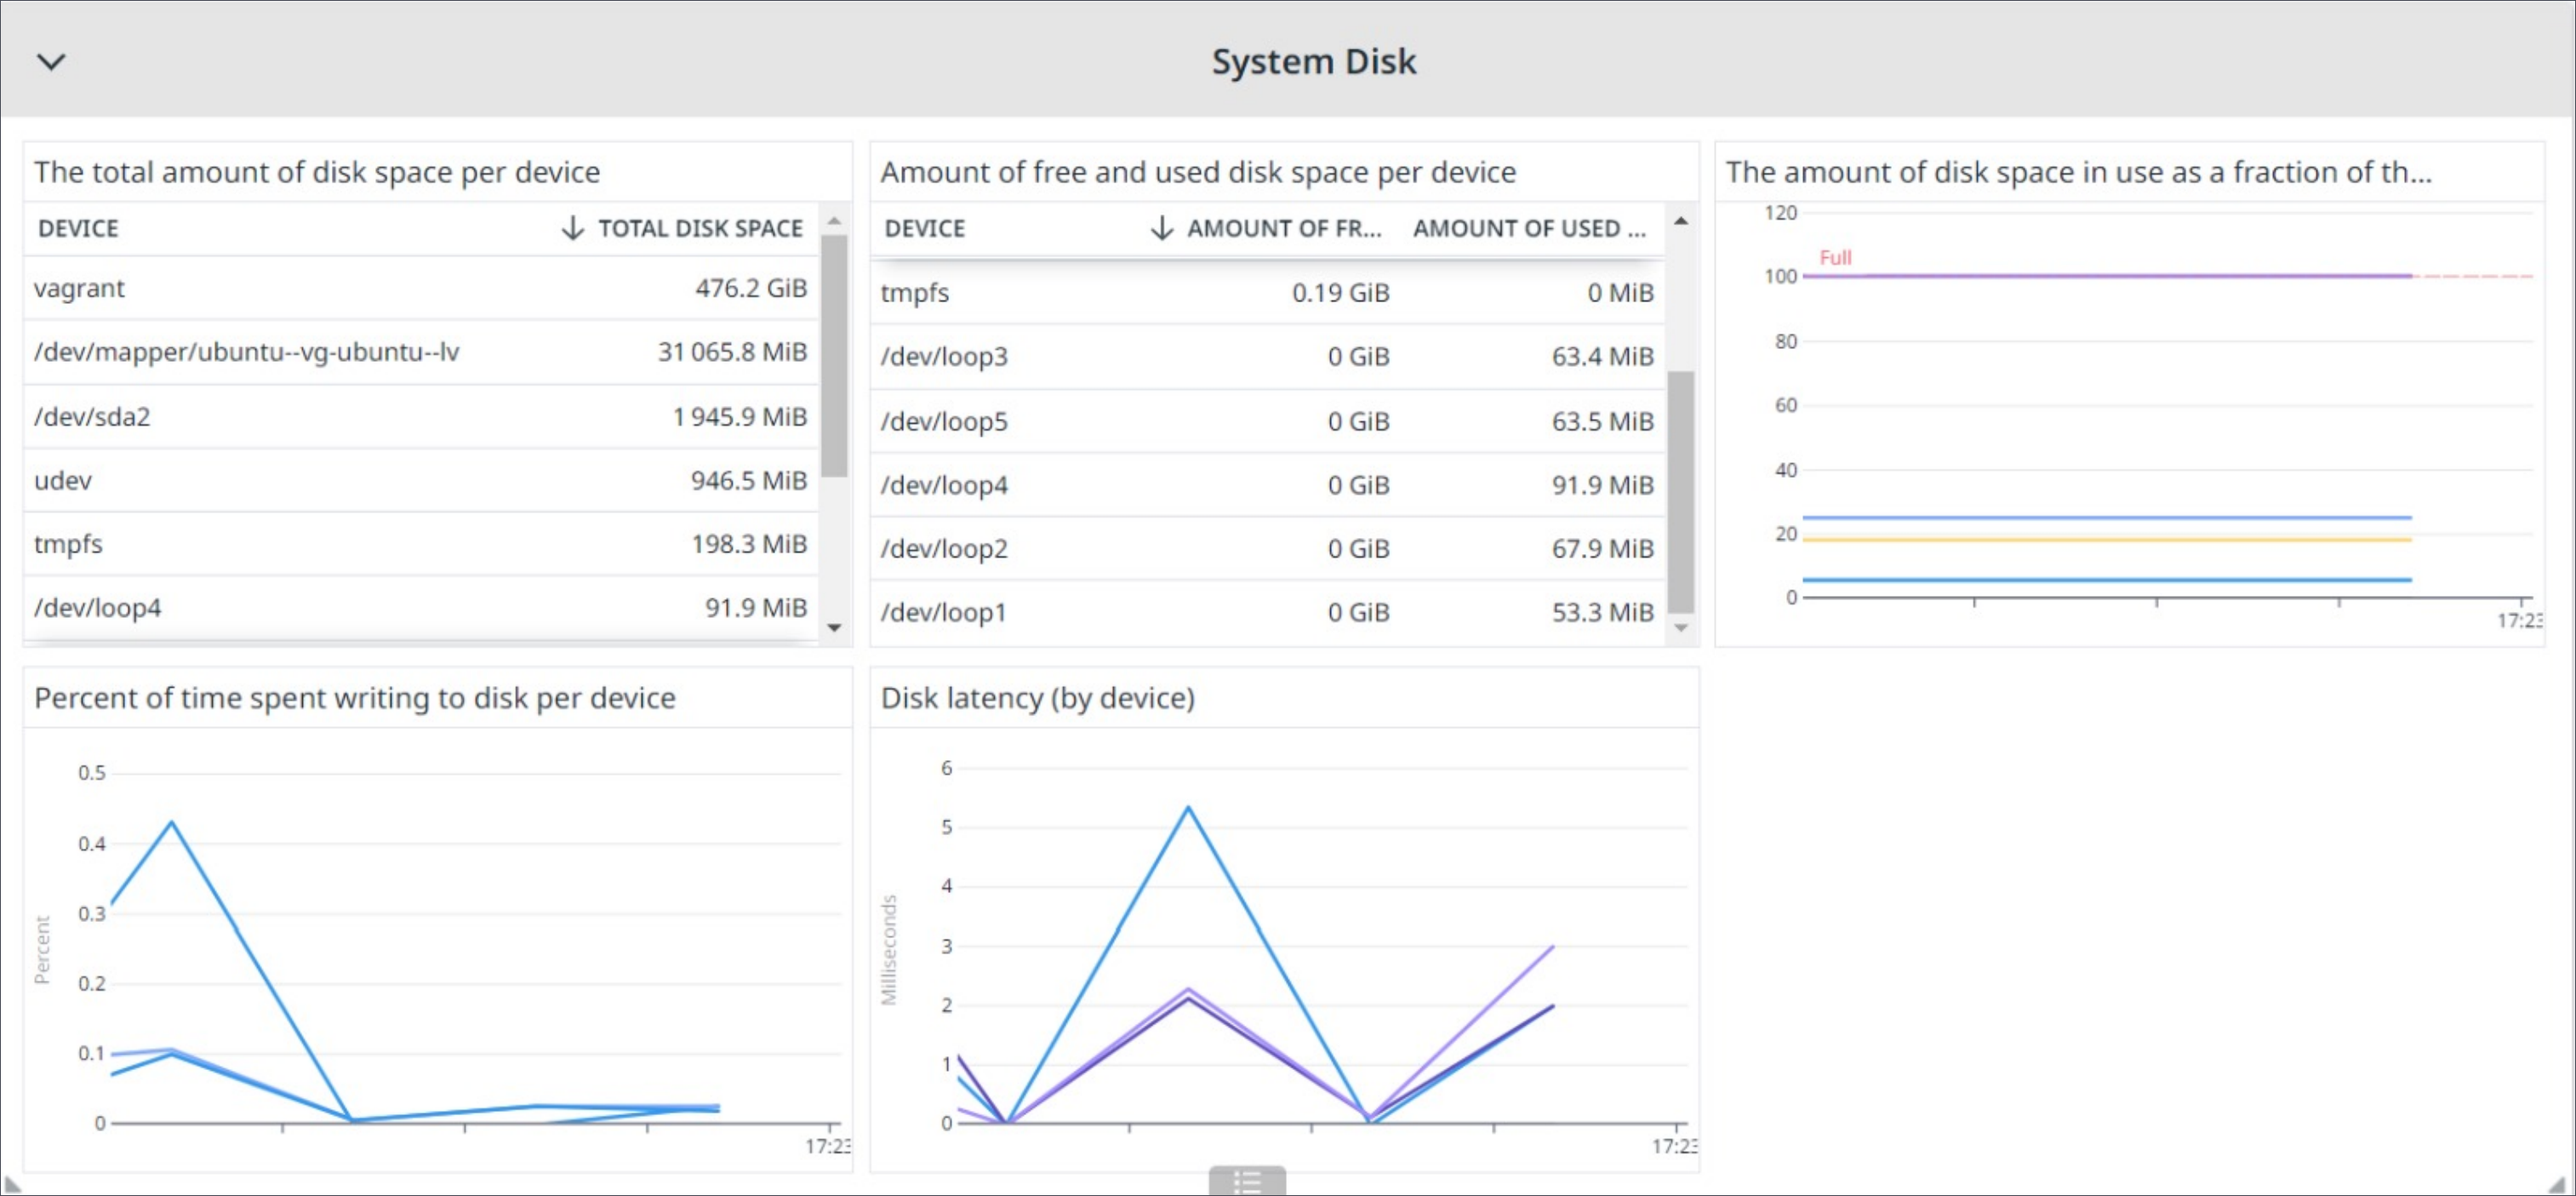 System Disk
The total amount of disk space per device
DEVICE TOTAL DISK SPACE
vagrant 476.2 GiB
/dev/mapper/ubuntu--vg-ubuntu--lv 31 065.8 MiB
/dev/sda2 1 945.9 MiB
udev 946.5 MiB
tmpfs 198.3 MiB
/dev/loop4 91.9 MiB
Amount of free and used disk space per device
DEVICE AMOUNT OF FR... AMOUNT OF USED ...
tmpfs 0.19 GiB 0 MiB
/dev/loop3 0 GiB 63.4 MiB
/dev/loop5 0 GiB 63.5 MiB
/dev/loop4 0 GiB 91.9 MiB
/dev/loop2 0 GiB 67.9 MiB
/dev/loop1 0 GiB 53.3 MiB
The amount of disk space in use as a fraction of th...
120
Full
100
80
60
40
20
0
17:23
Percent of time spent writing to disk per device
Percent
0.5
0.4
0.3
0.2
0.1
0
17:23
Disk latency (by device)
Milliseconds
6
5
4
3
2
1
0
17:23